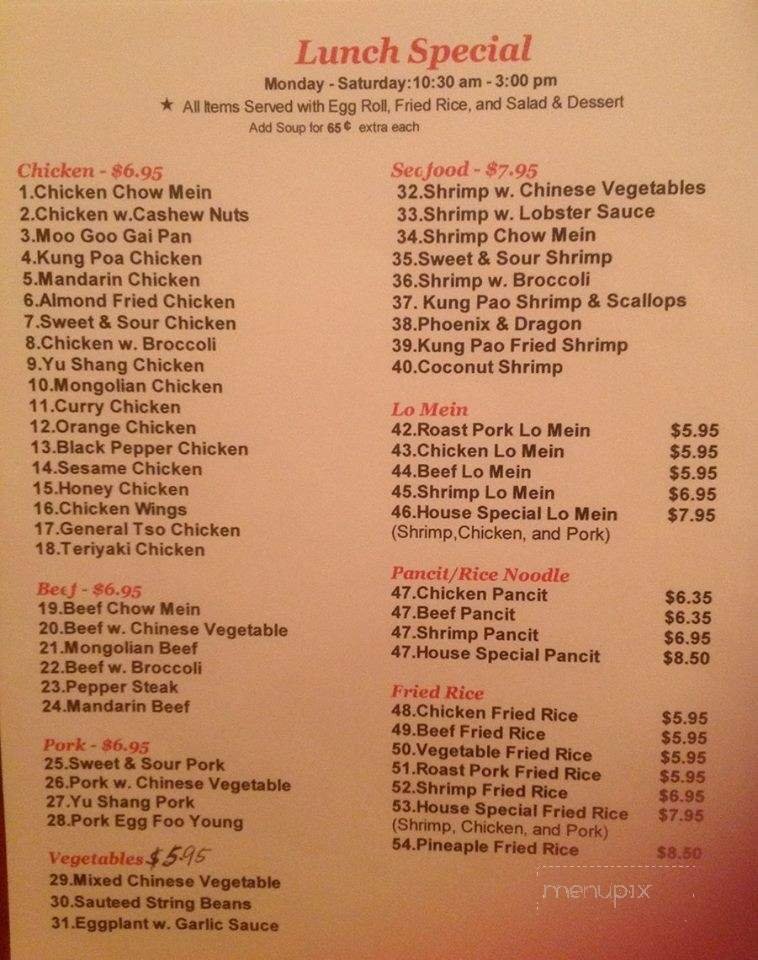 Lunch Special
Monday - Saturday:10:30 am - 3:00 pm
★ All Items Served with Egg Roll, Fried Rice, and Salad & Dessert
Add Soup for 65¢ extra each
Chicken - $6.95
1.Chicken Chow Mein
2.Chicken w.Cashew Nuts
3.Moo Goo Gai Pan
4.Kung Poa Chicken
5.Mandarin Chicken
6.Almond Fried Chicken
7.Sweet & Sour Chicken
8.Chicken w. Broccoli
9.Yu Shang Chicken
10.Mongolian Chicken
11.Curry Chicken
12.Orange Chicken
13.Black Pepper Chicken
14.Sesame Chicken
15.Honey Chicken
16.Chicken Wings
17.General Tso Chicken
18.Teriyaki Chicken
Beef - $6.95
19.Beef Chow Mein
20.Beef w. Chinese Vegetable
21.Mongolian Beef
22.Beef w. Broccoli
23.Pepper Steak
24.Mandarin Beef
Pork - $6.95
25.Sweet & Sour Pork
26.Pork w. Chinese Vegetable
27.Yu Shang Pork
28.Pork Egg Foo Young
Vegetables $5.95
29.Mixed Chinese Vegetable
30.Sauteed String Beans
31.Eggplant w. Garlic Sauce
Seafood - $7.95
32.Shrimp w. Chinese Vegetables
33.Shrimp w. Lobster Sauce
34.Shrimp Chow Mein
35.Sweet & Sour Shrimp
36.Shrimp w. Broccoli
37. Kung Pao Shrimp & Scallops
38.Phoenix & Dragon
39.Kung Pao Fried Shrimp
40.Coconut Shrimp
Lo Mein
42.Roast Pork Lo Mein $5.95
43.Chicken Lo Mein $5.95
44.Beef Lo Mein $5.95
45.Shrimp Lo Mein $6.95
46.House Special Lo Mein $7.95
(Shrimp,Chicken, and Pork)
Pancit/Rice Noodle
47.Chicken Pancit $6.35
47.Beef Pancit $6.35
47.Shrimp Pancit $6.95
47.House Special Pancit $8.50
Fried Rice
48.Chicken Fried Rice $5.95
49.Beef Fried Rice $5.95
50.Vegetable Fried Rice $5.95
51.Roast Pork Fried Rice $5.95
52.Shrimp Fried Rice $6.95
53.House Special Fried Rice $7.95
(Shrimp, Chicken, and Pork)
54.Pineaple Fried Rice $8.50
menupix